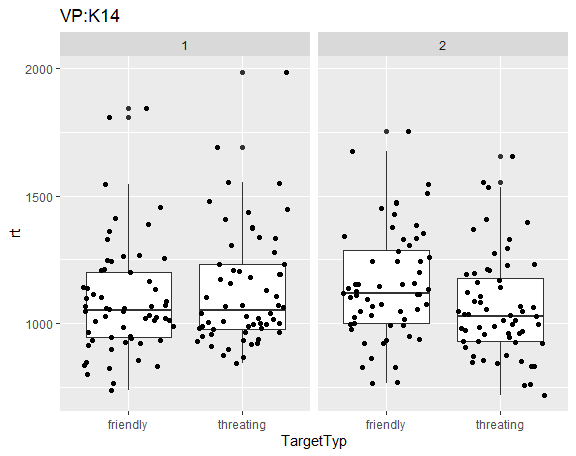 VP:K14
1
2
2000
1500
1000
rt
friendly
threating
friendly
threating
TargetTyp